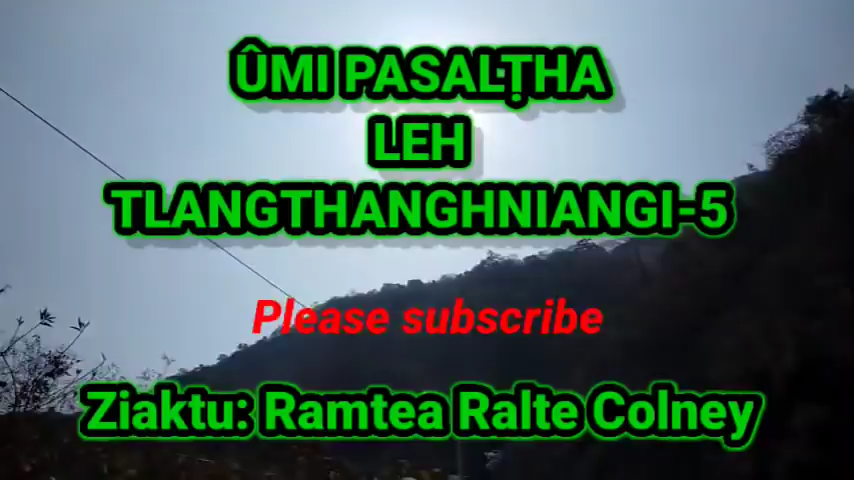 ÛMI PASALṬHA
LEH
TLANGTHANGHNIANGI-5
Please subscribe
Ziaktu: Ramtea Ralte Colney